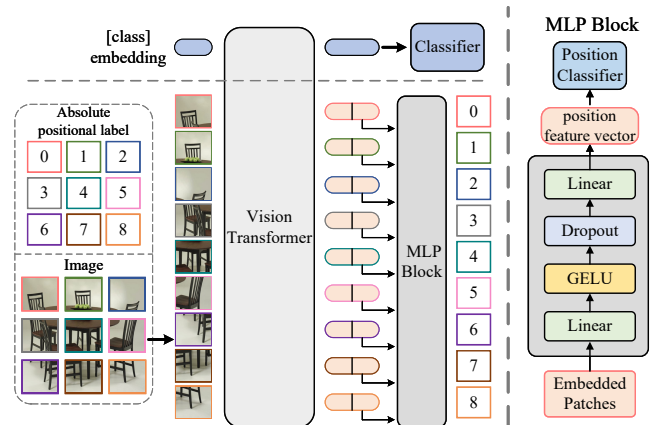 [class]
embedding
Classifier
Absolute
positional label
0 1 2
3 4 5
6 7 8
Image
Vision
Transformer
MLP
Block
0
1
2
3
4
5
6
7
8
MLP Block
Position
Classifier
position
feature vector
Linear
Dropout
GELU
Linear
Embedded
Patches